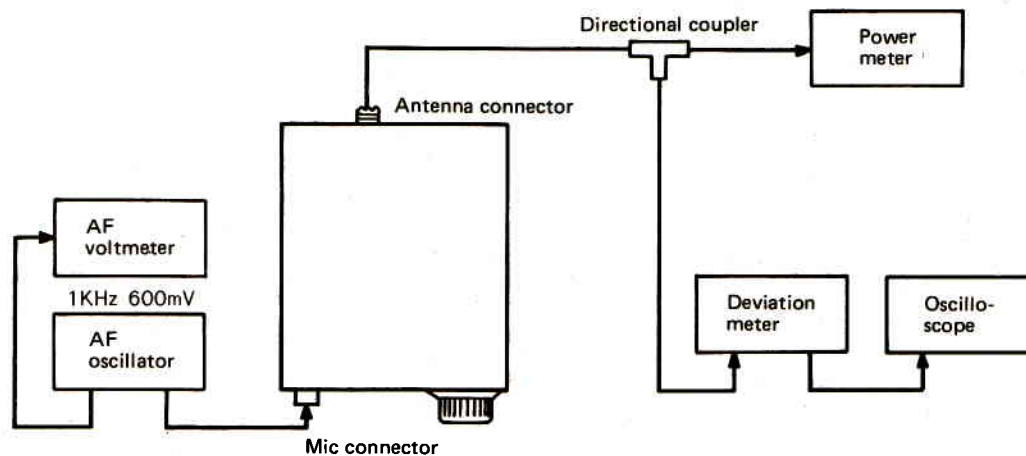 Directional coupler
Power
meter
Antenna connector
AF
voltmeter
1KHz 600mV
AF
oscillator
Deviation
meter
Oscillo-
scope
Mic connector